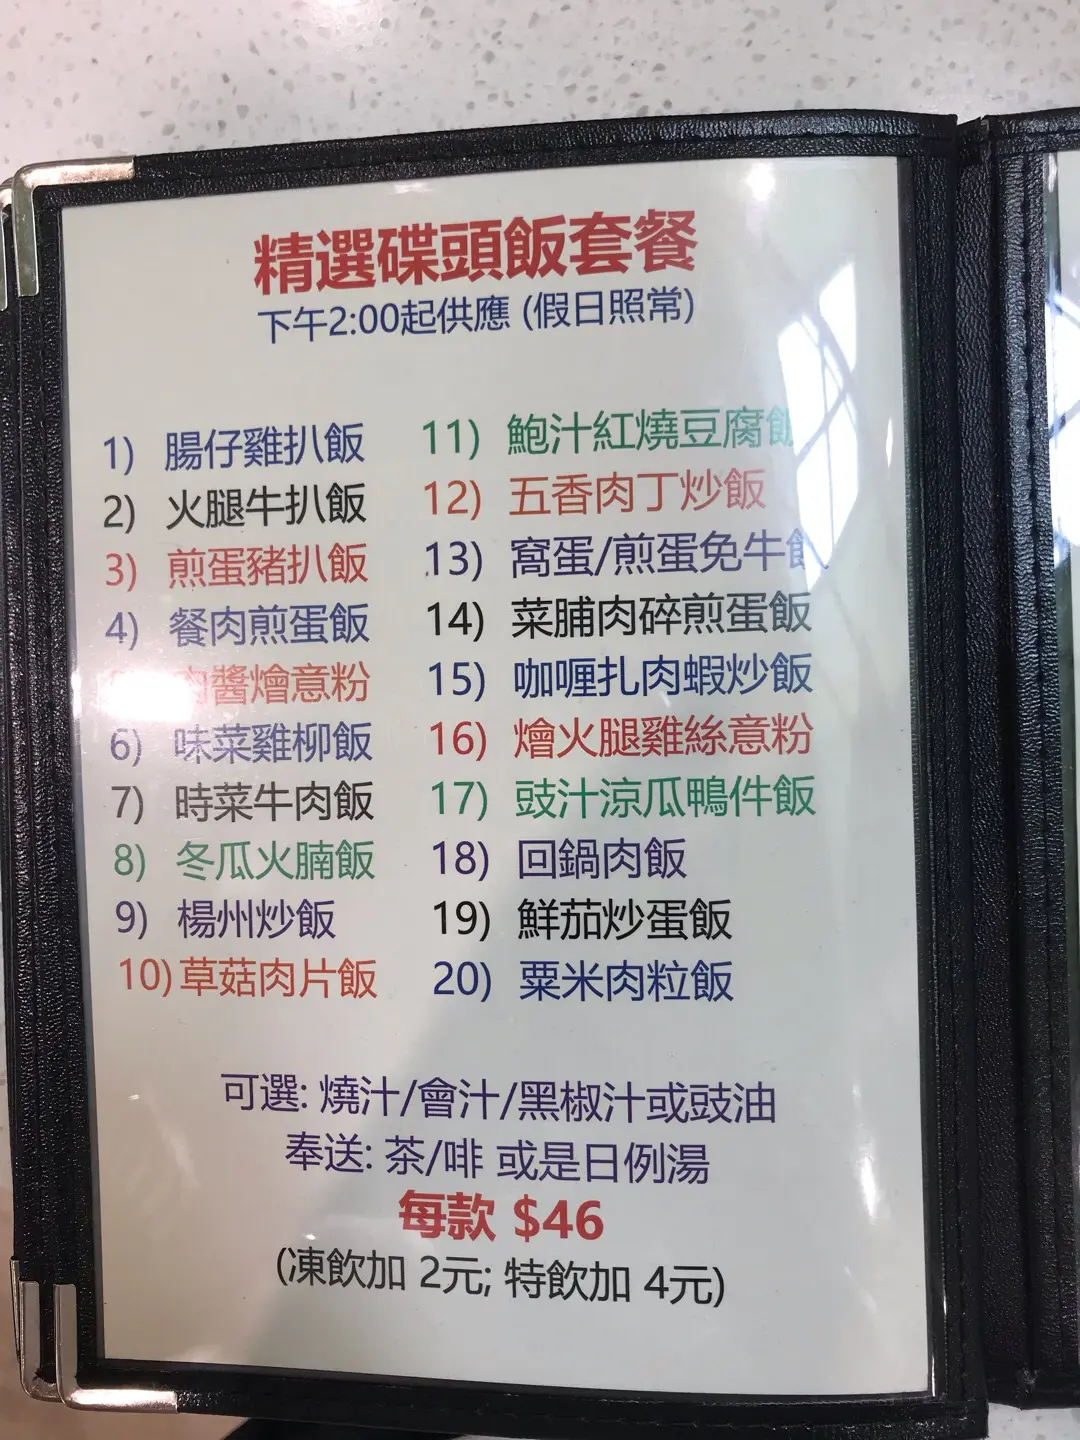 精選碟頭飯套餐
下午2:00起供應 (假日照常)
1) 腸仔雞扒飯
2) 火腿牛扒飯
3) 煎蛋豬扒飯
4) 餐肉煎蛋飯
肉醬燴意粉
6) 味菜雞柳飯
7) 時菜牛肉飯
8) 冬瓜火腩飯
9) 楊州炒飯
10) 草菇肉片飯
11) 鮑汁紅燒豆腐飯
12) 五香肉丁炒飯
13) 窩蛋/煎蛋免牛飯
14) 菜脯肉碎煎蛋飯
15) 咖喱扎肉蝦炒飯
16) 燴火腿雞絲意粉
17) 豉汁涼瓜鴨件飯
18) 回鍋肉飯
19) 鮮茄炒蛋飯
20) 粟米肉粒飯
可選: 燒汁/會汁/黑椒汁或豉油
奉送: 茶/啡 或是日例湯
每款 $46
(凍飲加 2元; 特飲加 4元)